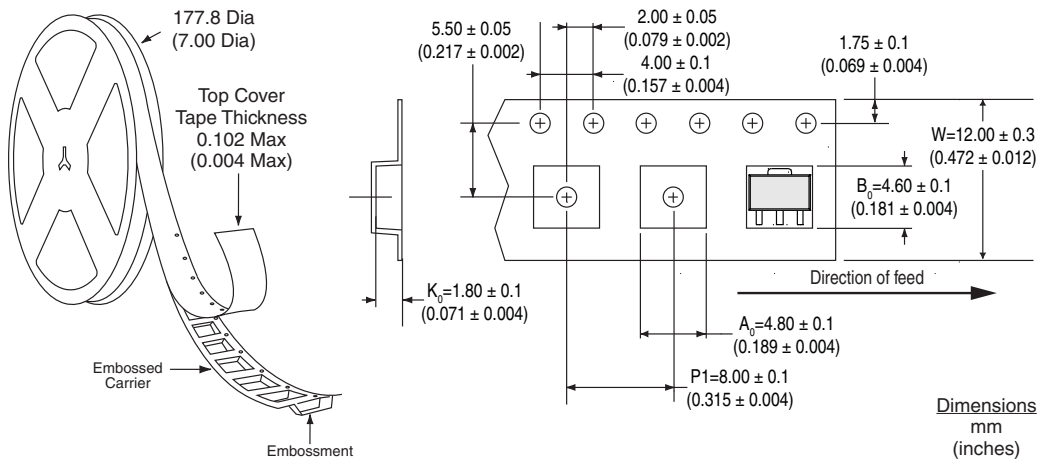 177.8 Dia
(7.00 Dia)
Top Cover
Tape Thickness
0.102 Max
(0.004 Max)
Embossed
Carrier
Embossment
5.50 ± 0.05
(0.217 ± 0.002)
2.00 ± 0.05
(0.079 ± 0.002)
4.00 ± 0.1
(0.157 ± 0.004)
1.75 ± 0.1
(0.069 ± 0.004)
W=12.00 ± 0.3
(0.472 ± 0.012)
B₀=4.60 ± 0.1
(0.181 ± 0.004)
Direction of feed
K₀=1.80 ± 0.1
(0.071 ± 0.004)
A₀=4.80 ± 0.1
(0.189 ± 0.004)
P1=8.00 ± 0.1
(0.315 ± 0.004)
Dimensions
mm
(inches)